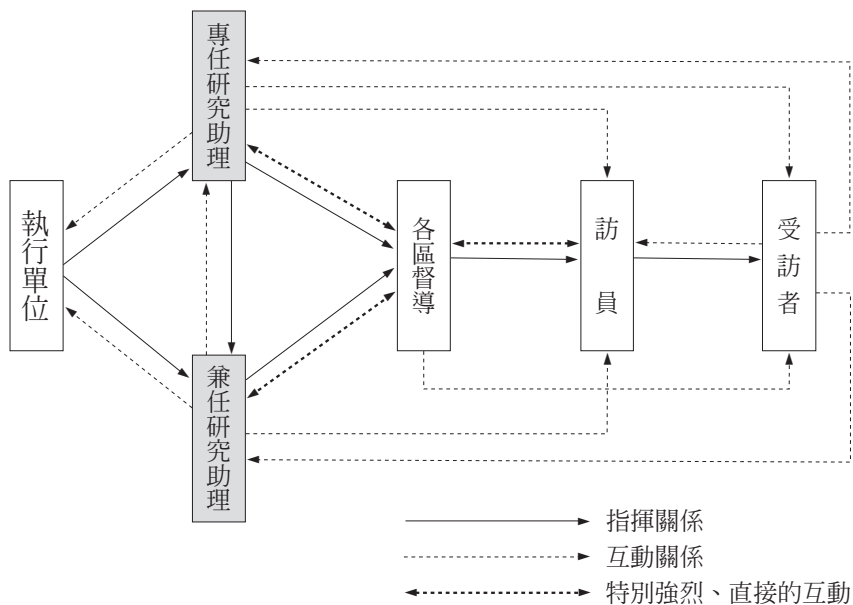 專任研究助理
執行單位
各區督導
訪員
受訪者
兼任研究助理
指揮關係
互動關係
特別強烈、直接的互動